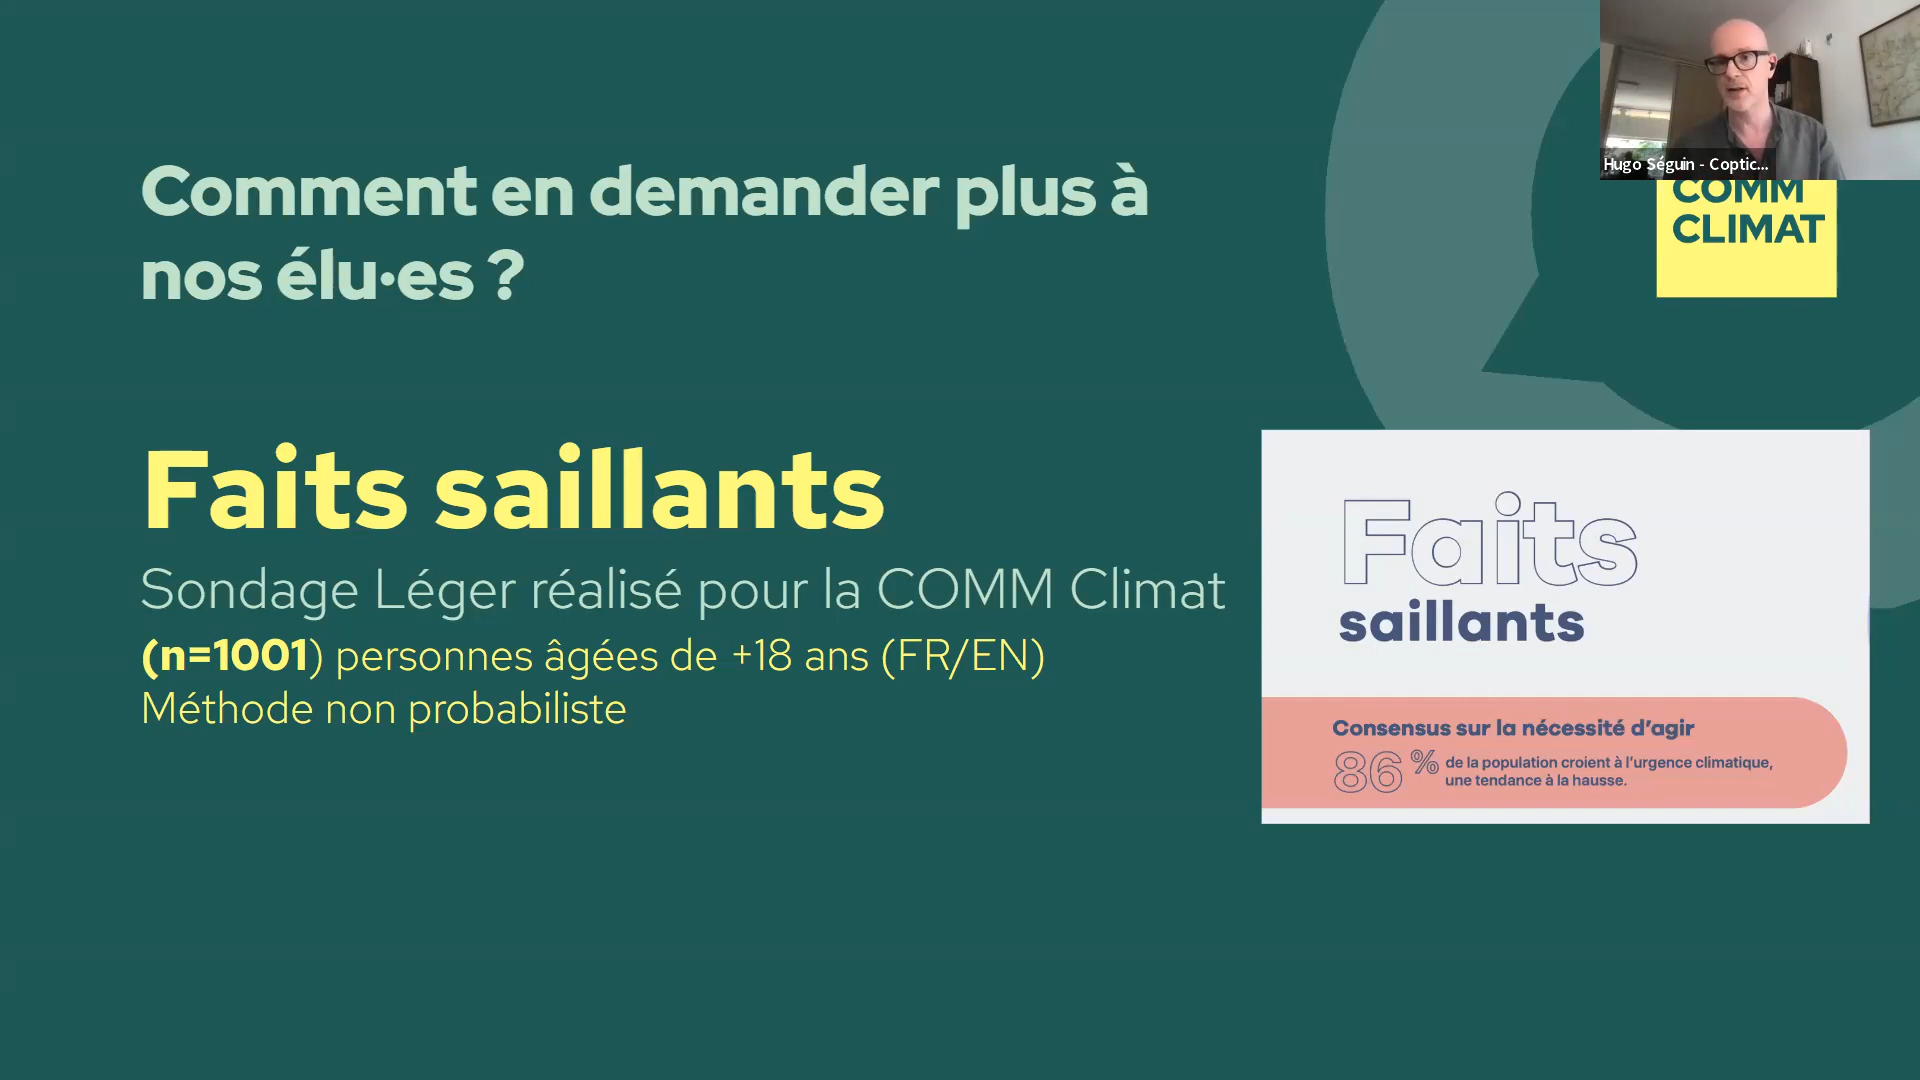 Comment en demander plus à
nos élu·es ?
Faits saillants
Sondage Léger réalisé pour la COMM Climat
(n=1001) personnes âgées de +18 ans (FR/EN)
Méthode non probabiliste
Hugo Séguin - Coptic...
COMM
CLIMAT
Faits
saillants
Consensus sur la nécessité d'agir
86 % de la population croient à l'urgence climatique,
une tendance à la hausse.